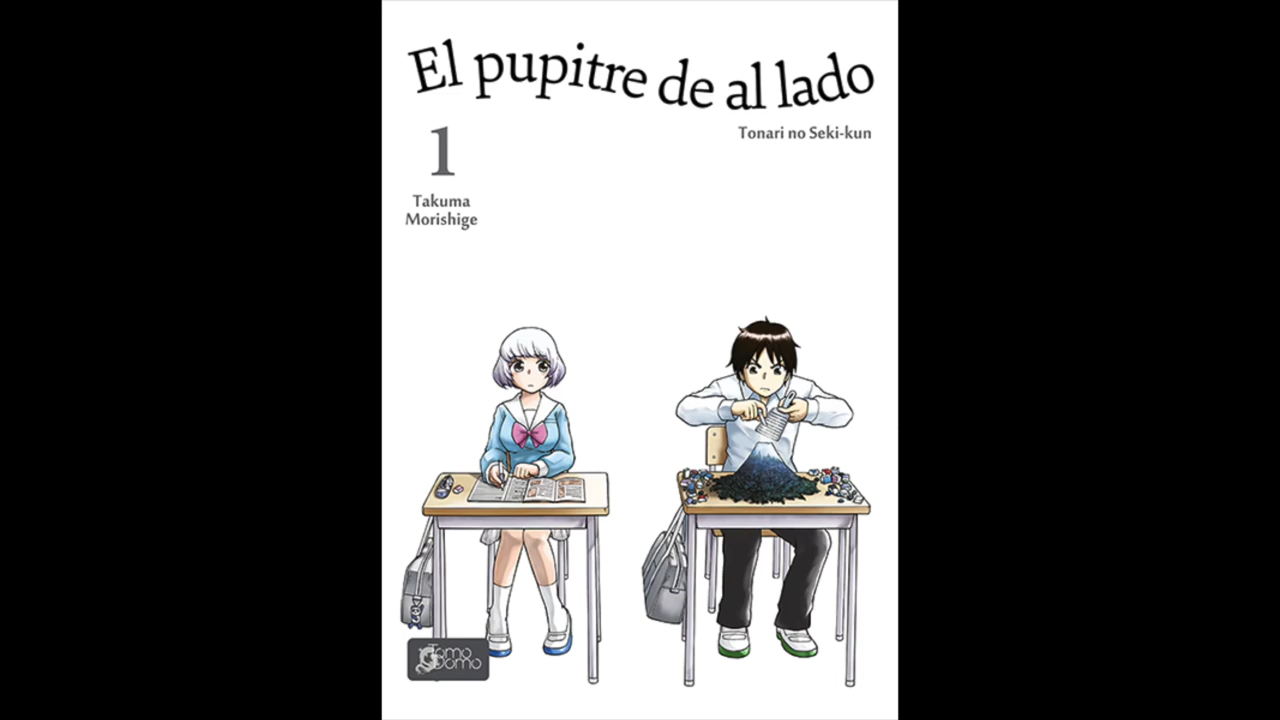 El pupitre de al lado
Tonari no Seki-kun
1
Takuma
Morishige
Tomo
Domo